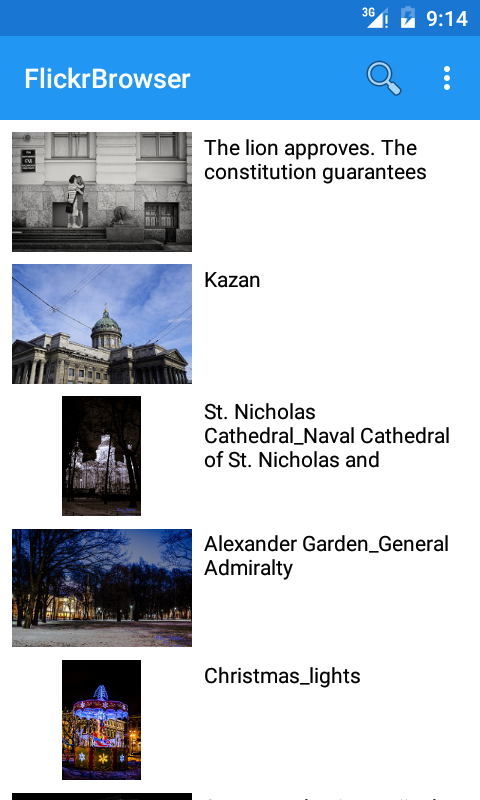 3G
9:14
FlickrBrowser
The lion approves. The
constitution guarantees
Kazan
St. Nicholas
Cathedral_Naval Cathedral
of St. Nicholas and
Alexander Garden_General
Admiralty
Christmas_lights